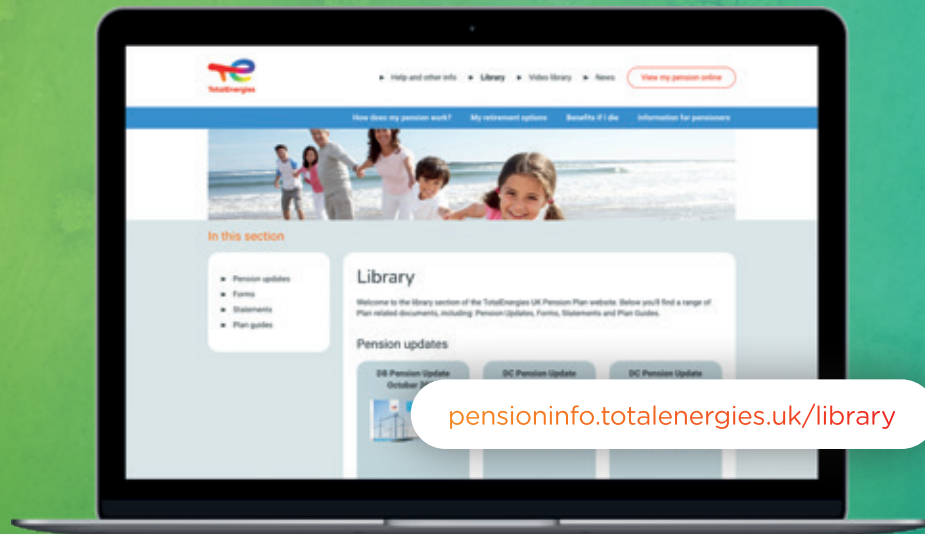 TotalEnergies
Help and other info Library Video library News View my pension online
How does my pension work? My retirement options Benefits if I die Information for pensioners
In this section
Pension updates
Forms
Statements
Plan guides
Library
Welcome to the library section of the TotalEnergies UK Pension Plan website. Below you'll find a range of
Plan related documents, including: Pension Updates, Forms, Statements and Plan Guides.
Pension updates
DB Pension Update DC Pension Update DC Pension Update
October
pensioninfo.totalenergies.uk/library